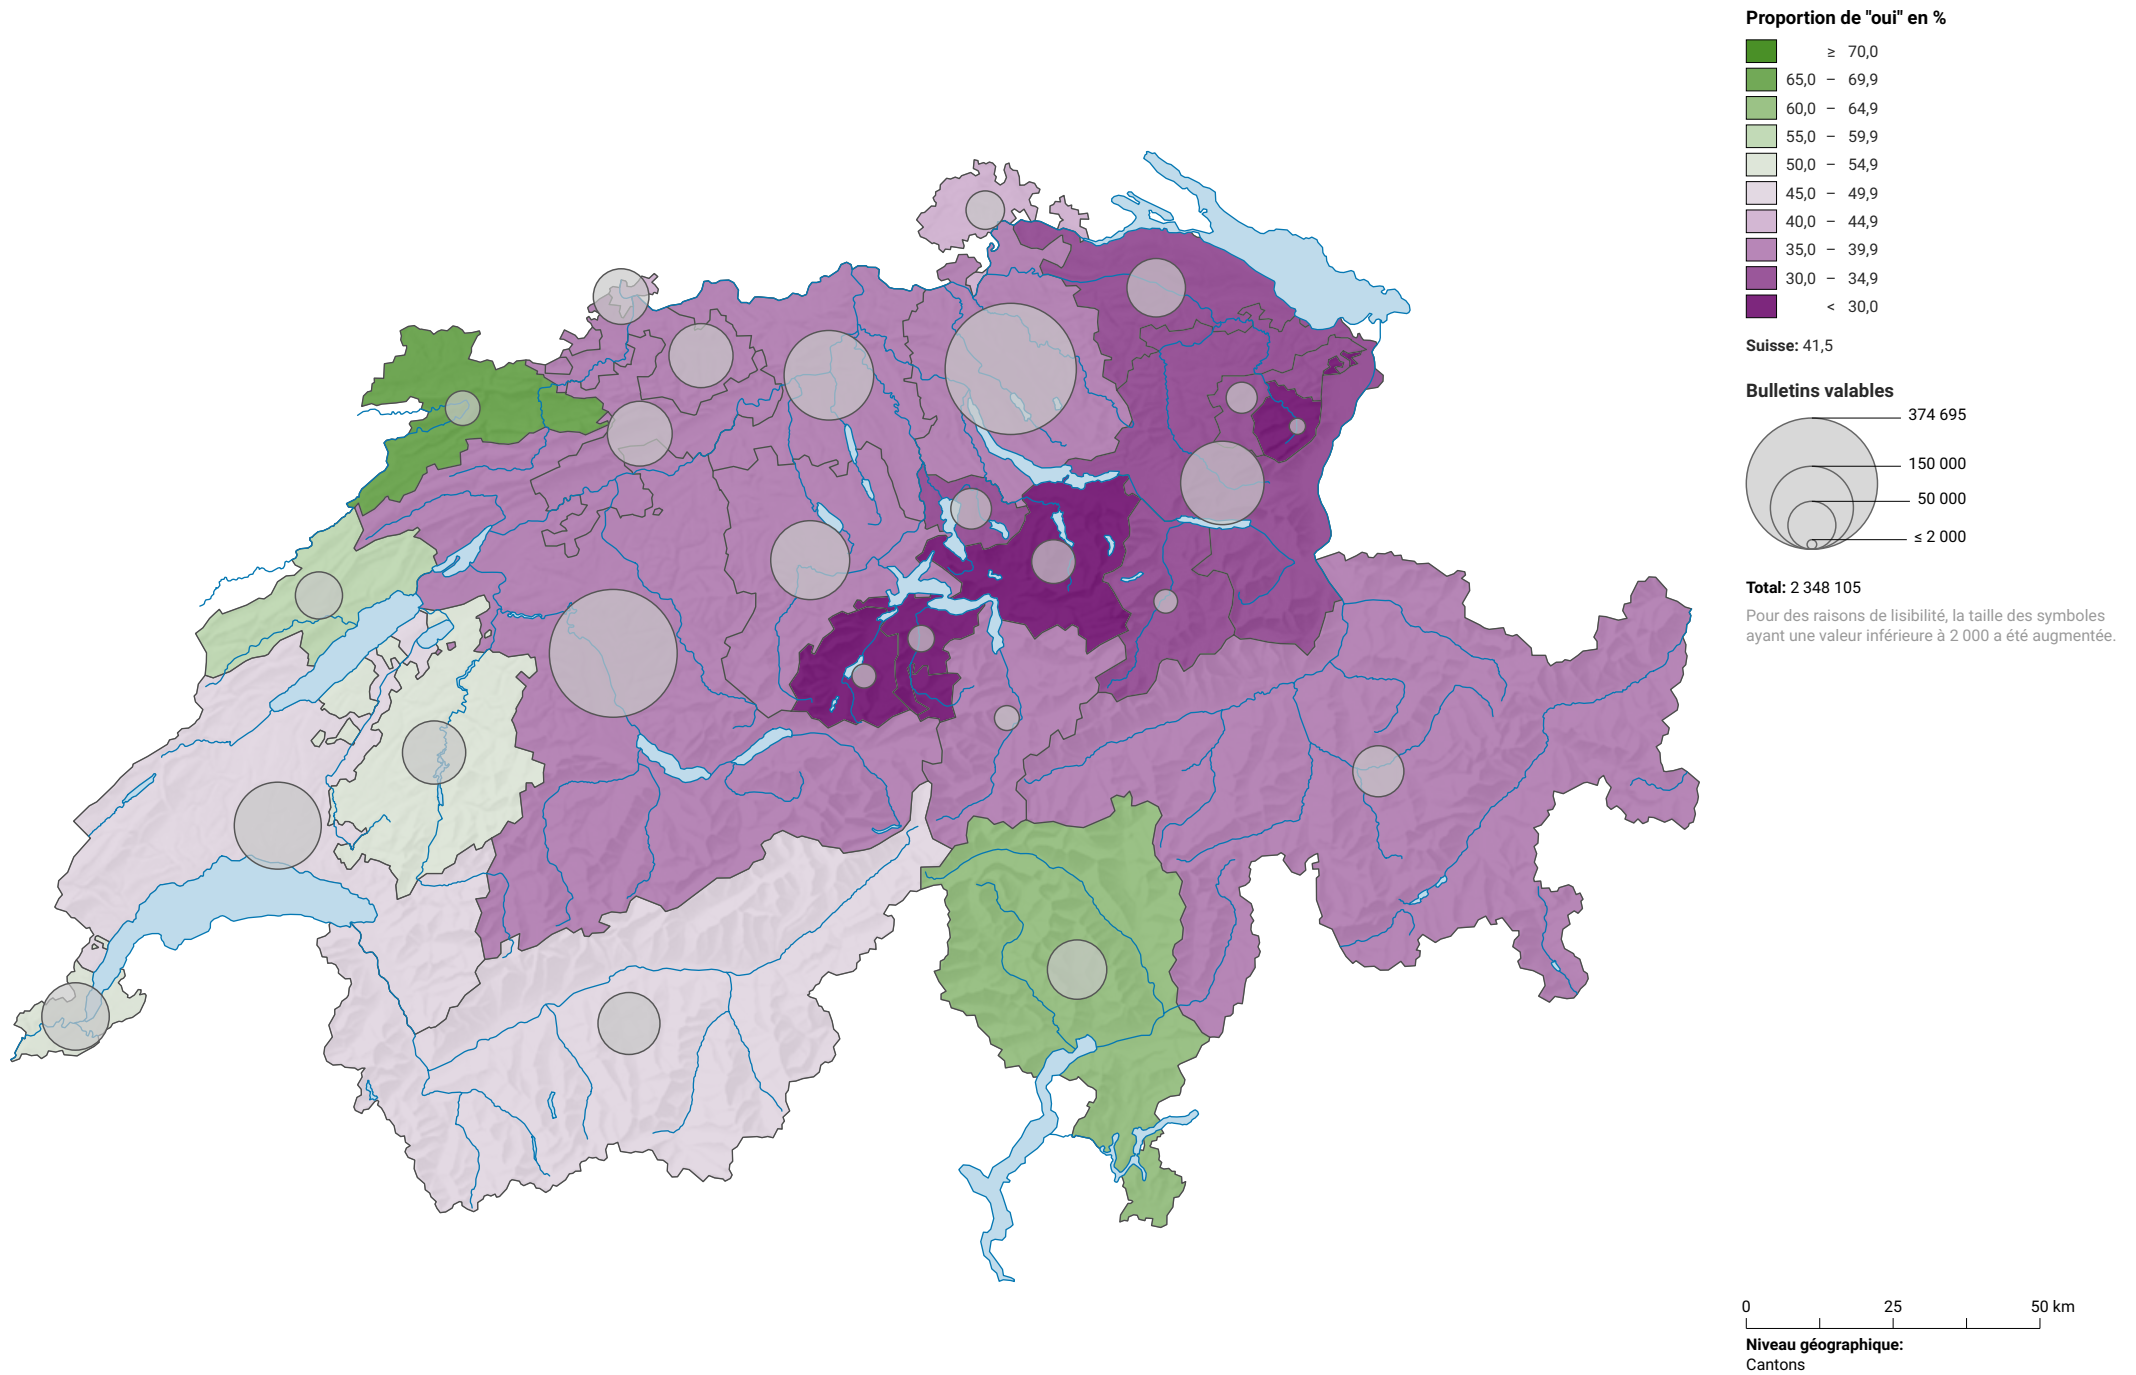 Proportion de "oui" en %
≥ 70,0
65,0 – 69,9
60,0 – 64,9
55,0 – 59,9
50,0 – 54,9
45,0 – 49,9
40,0 – 44,9
35,0 – 39,9
30,0 – 34,9
< 30,0
Suisse: 41,5
Bulletins valables
374 695
150 000
50 000
≤ 2 000
Total: 2 348 105
Pour des raisons de lisibilité, la taille des symboles
ayant une valeur inférieure à 2 000 a été augmentée.
0 25 50 km
Niveau géographique:
Cantons